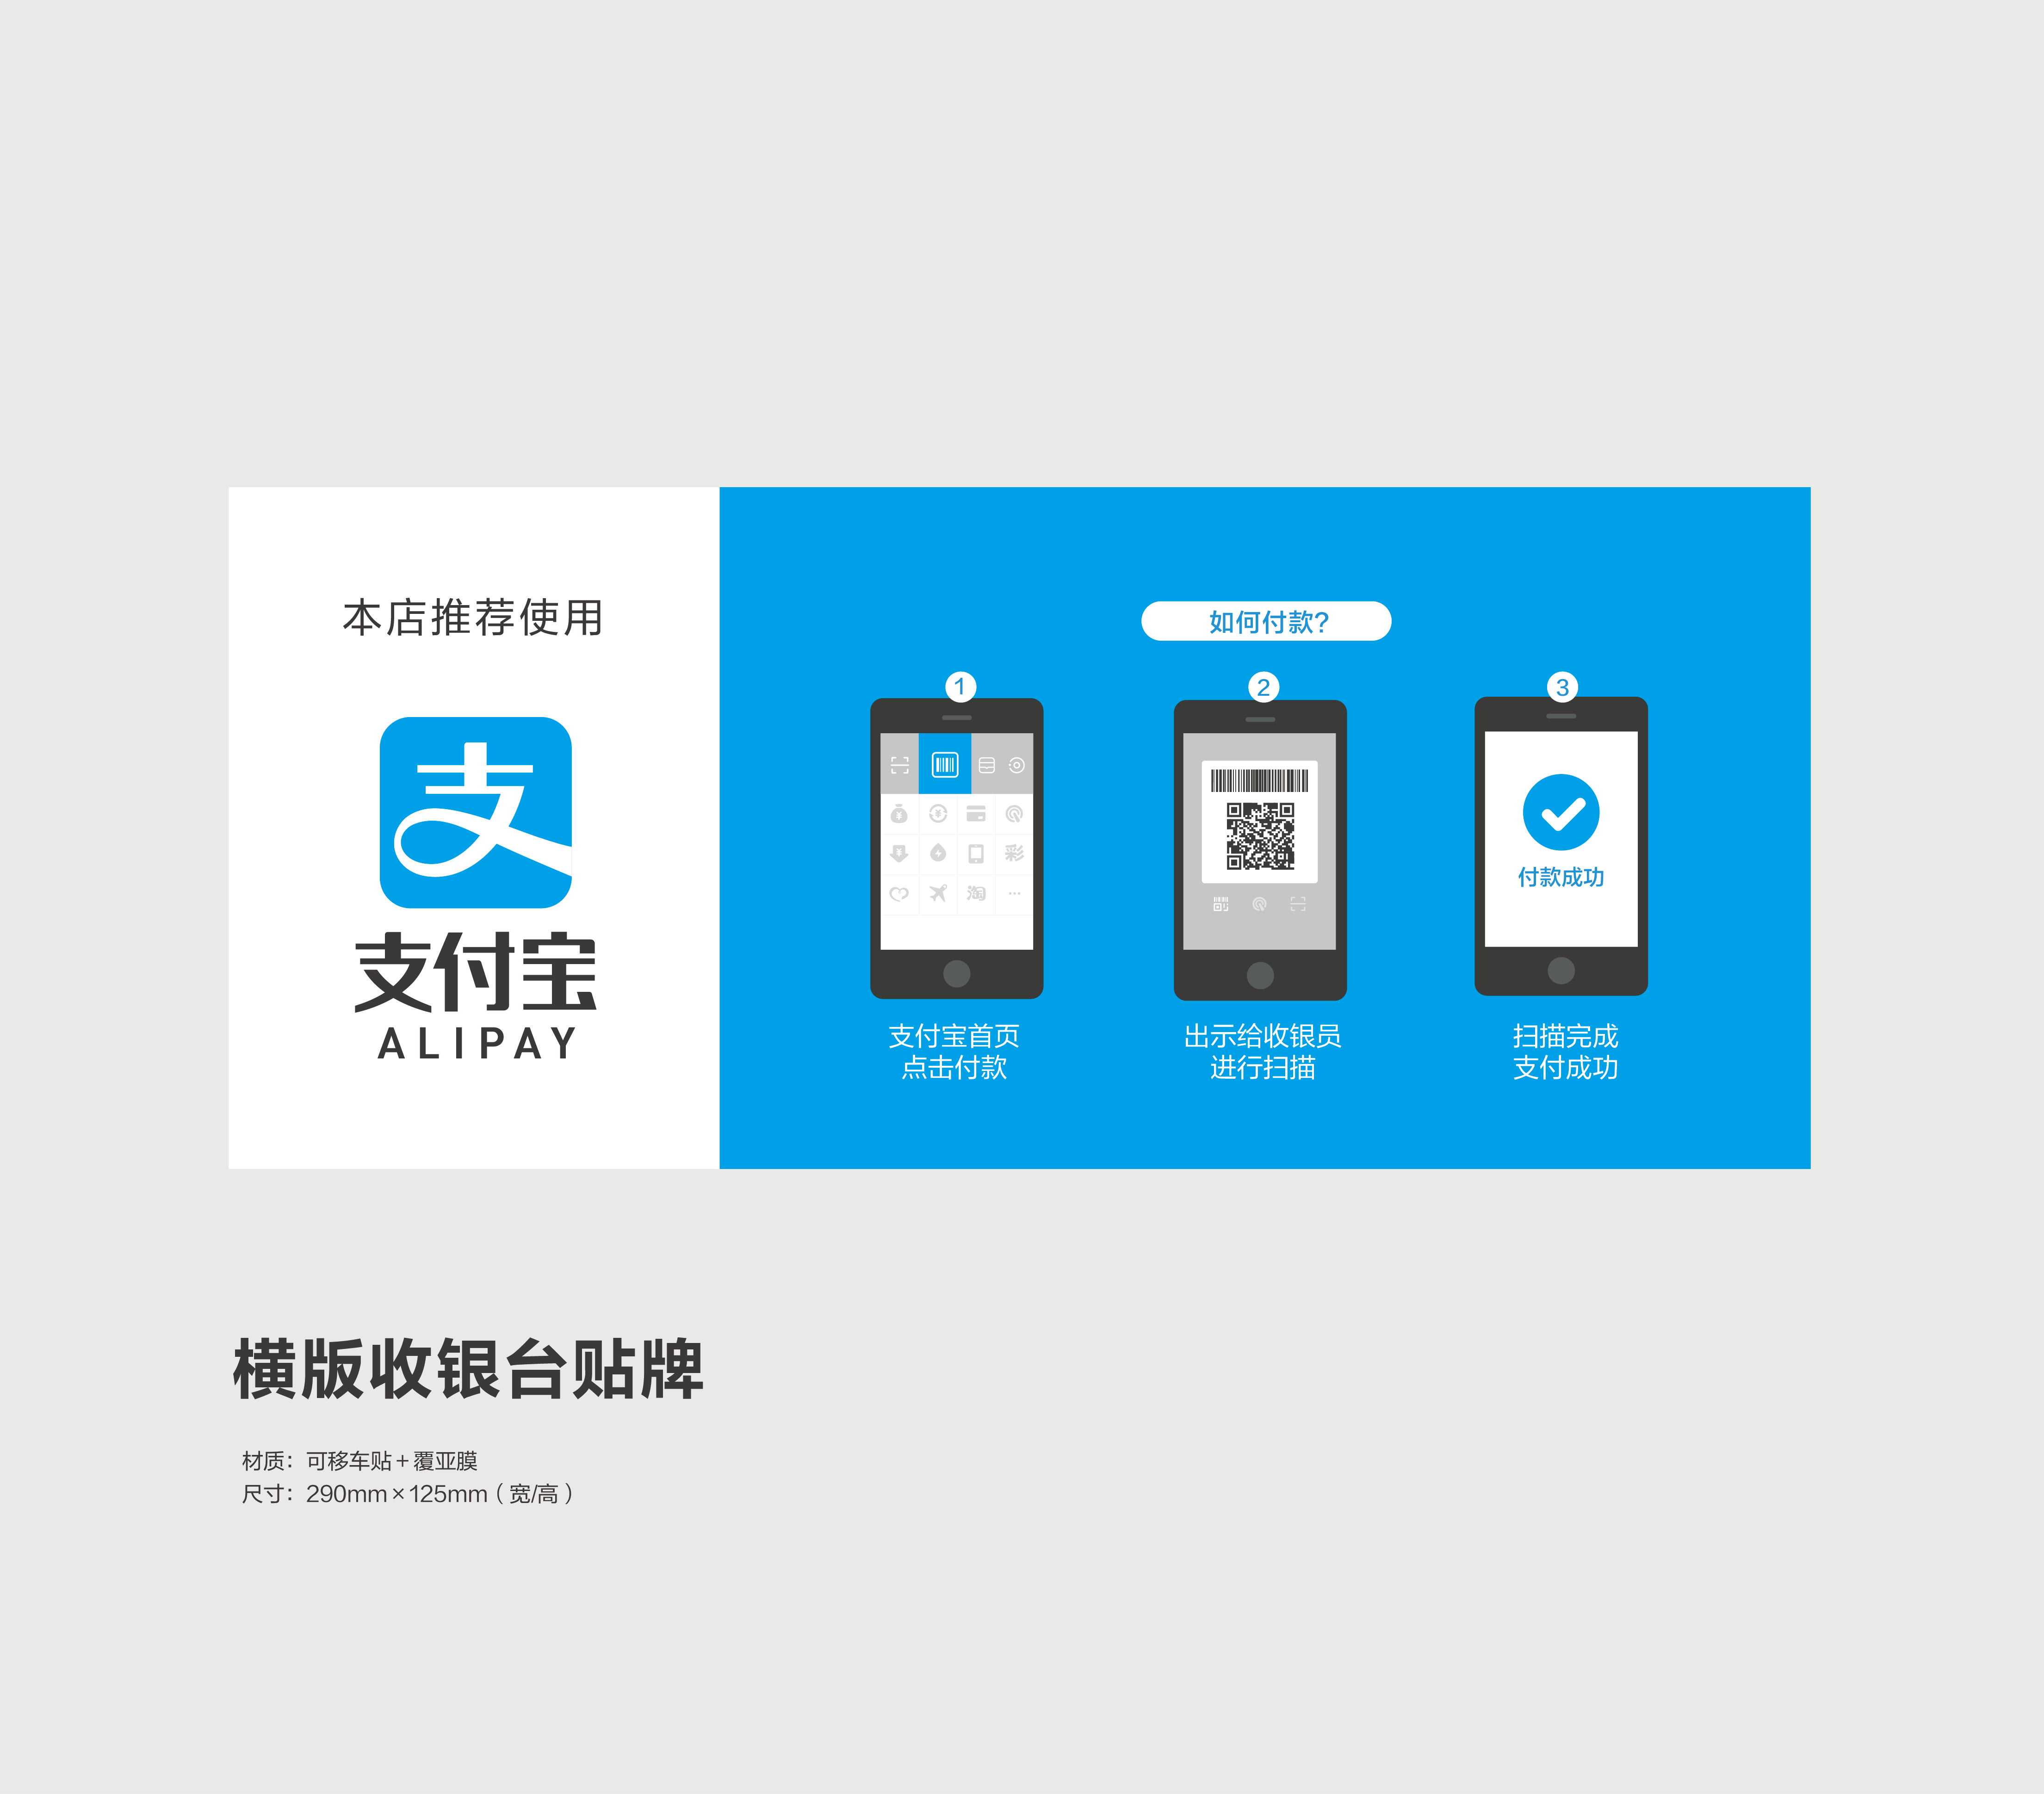 本店推荐使用
支
支付宝
ALIPAY
如何付款?
1
2
3
彩
淘
付款成功
支付宝首页
点击付款
出示给收银员
进行扫描
扫描完成
支付成功
横版收银台贴牌
材质：可移车贴+覆亚膜
尺寸：290mm×125mm（宽/高）